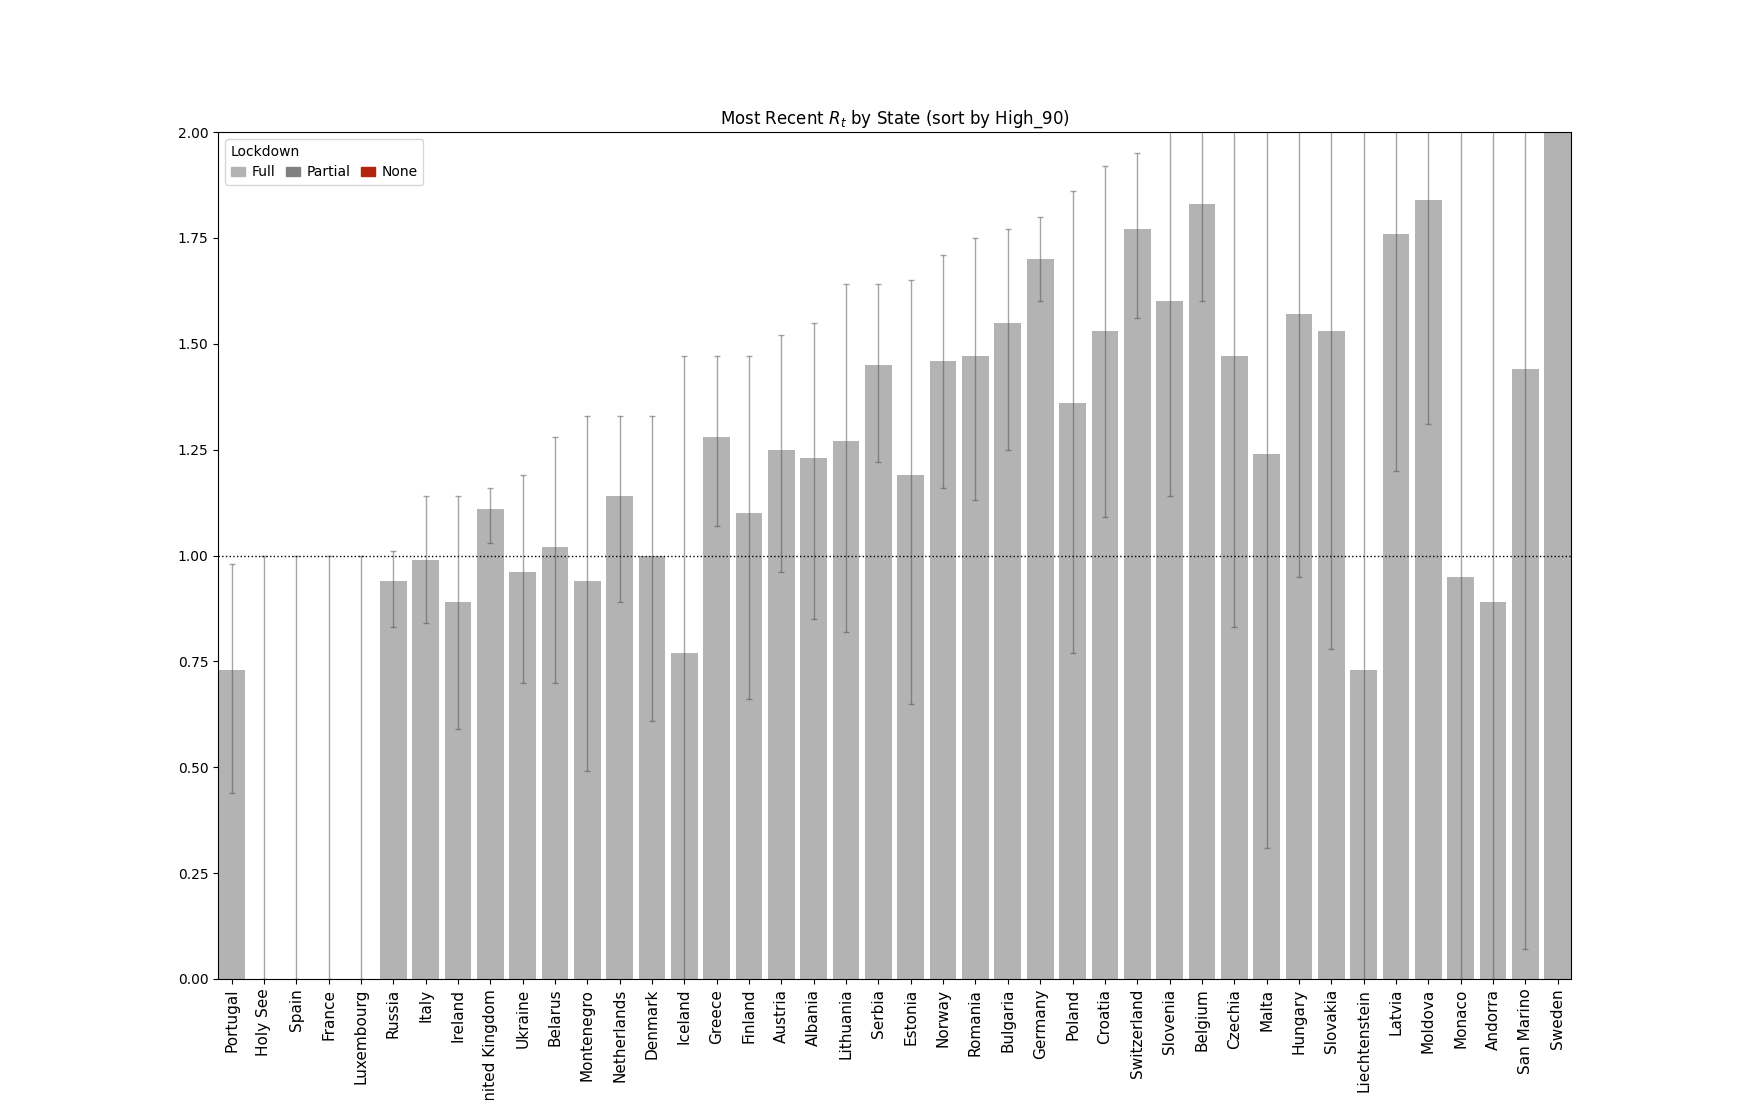 Most Recent R_t by State (sort by High_90)
Lockdown
Full Partial None
2.00
1.75
1.50
1.25
1.00
0.75
0.50
0.25
0.00
Portugal
Holy See
Spain
France
Luxembourg
Russia
Italy
Ireland
nited Kingdom
Ukraine
Belarus
Montenegro
Netherlands
Denmark
Iceland
Greece
Finland
Austria
Albania
Lithuania
Serbia
Estonia
Norway
Romania
Bulgaria
Germany
Poland
Croatia
Switzerland
Slovenia
Belgium
Czechia
Malta
Hungary
Slovakia
Liechtenstein
Latvia
Moldova
Monaco
Andorra
San Marino
Sweden